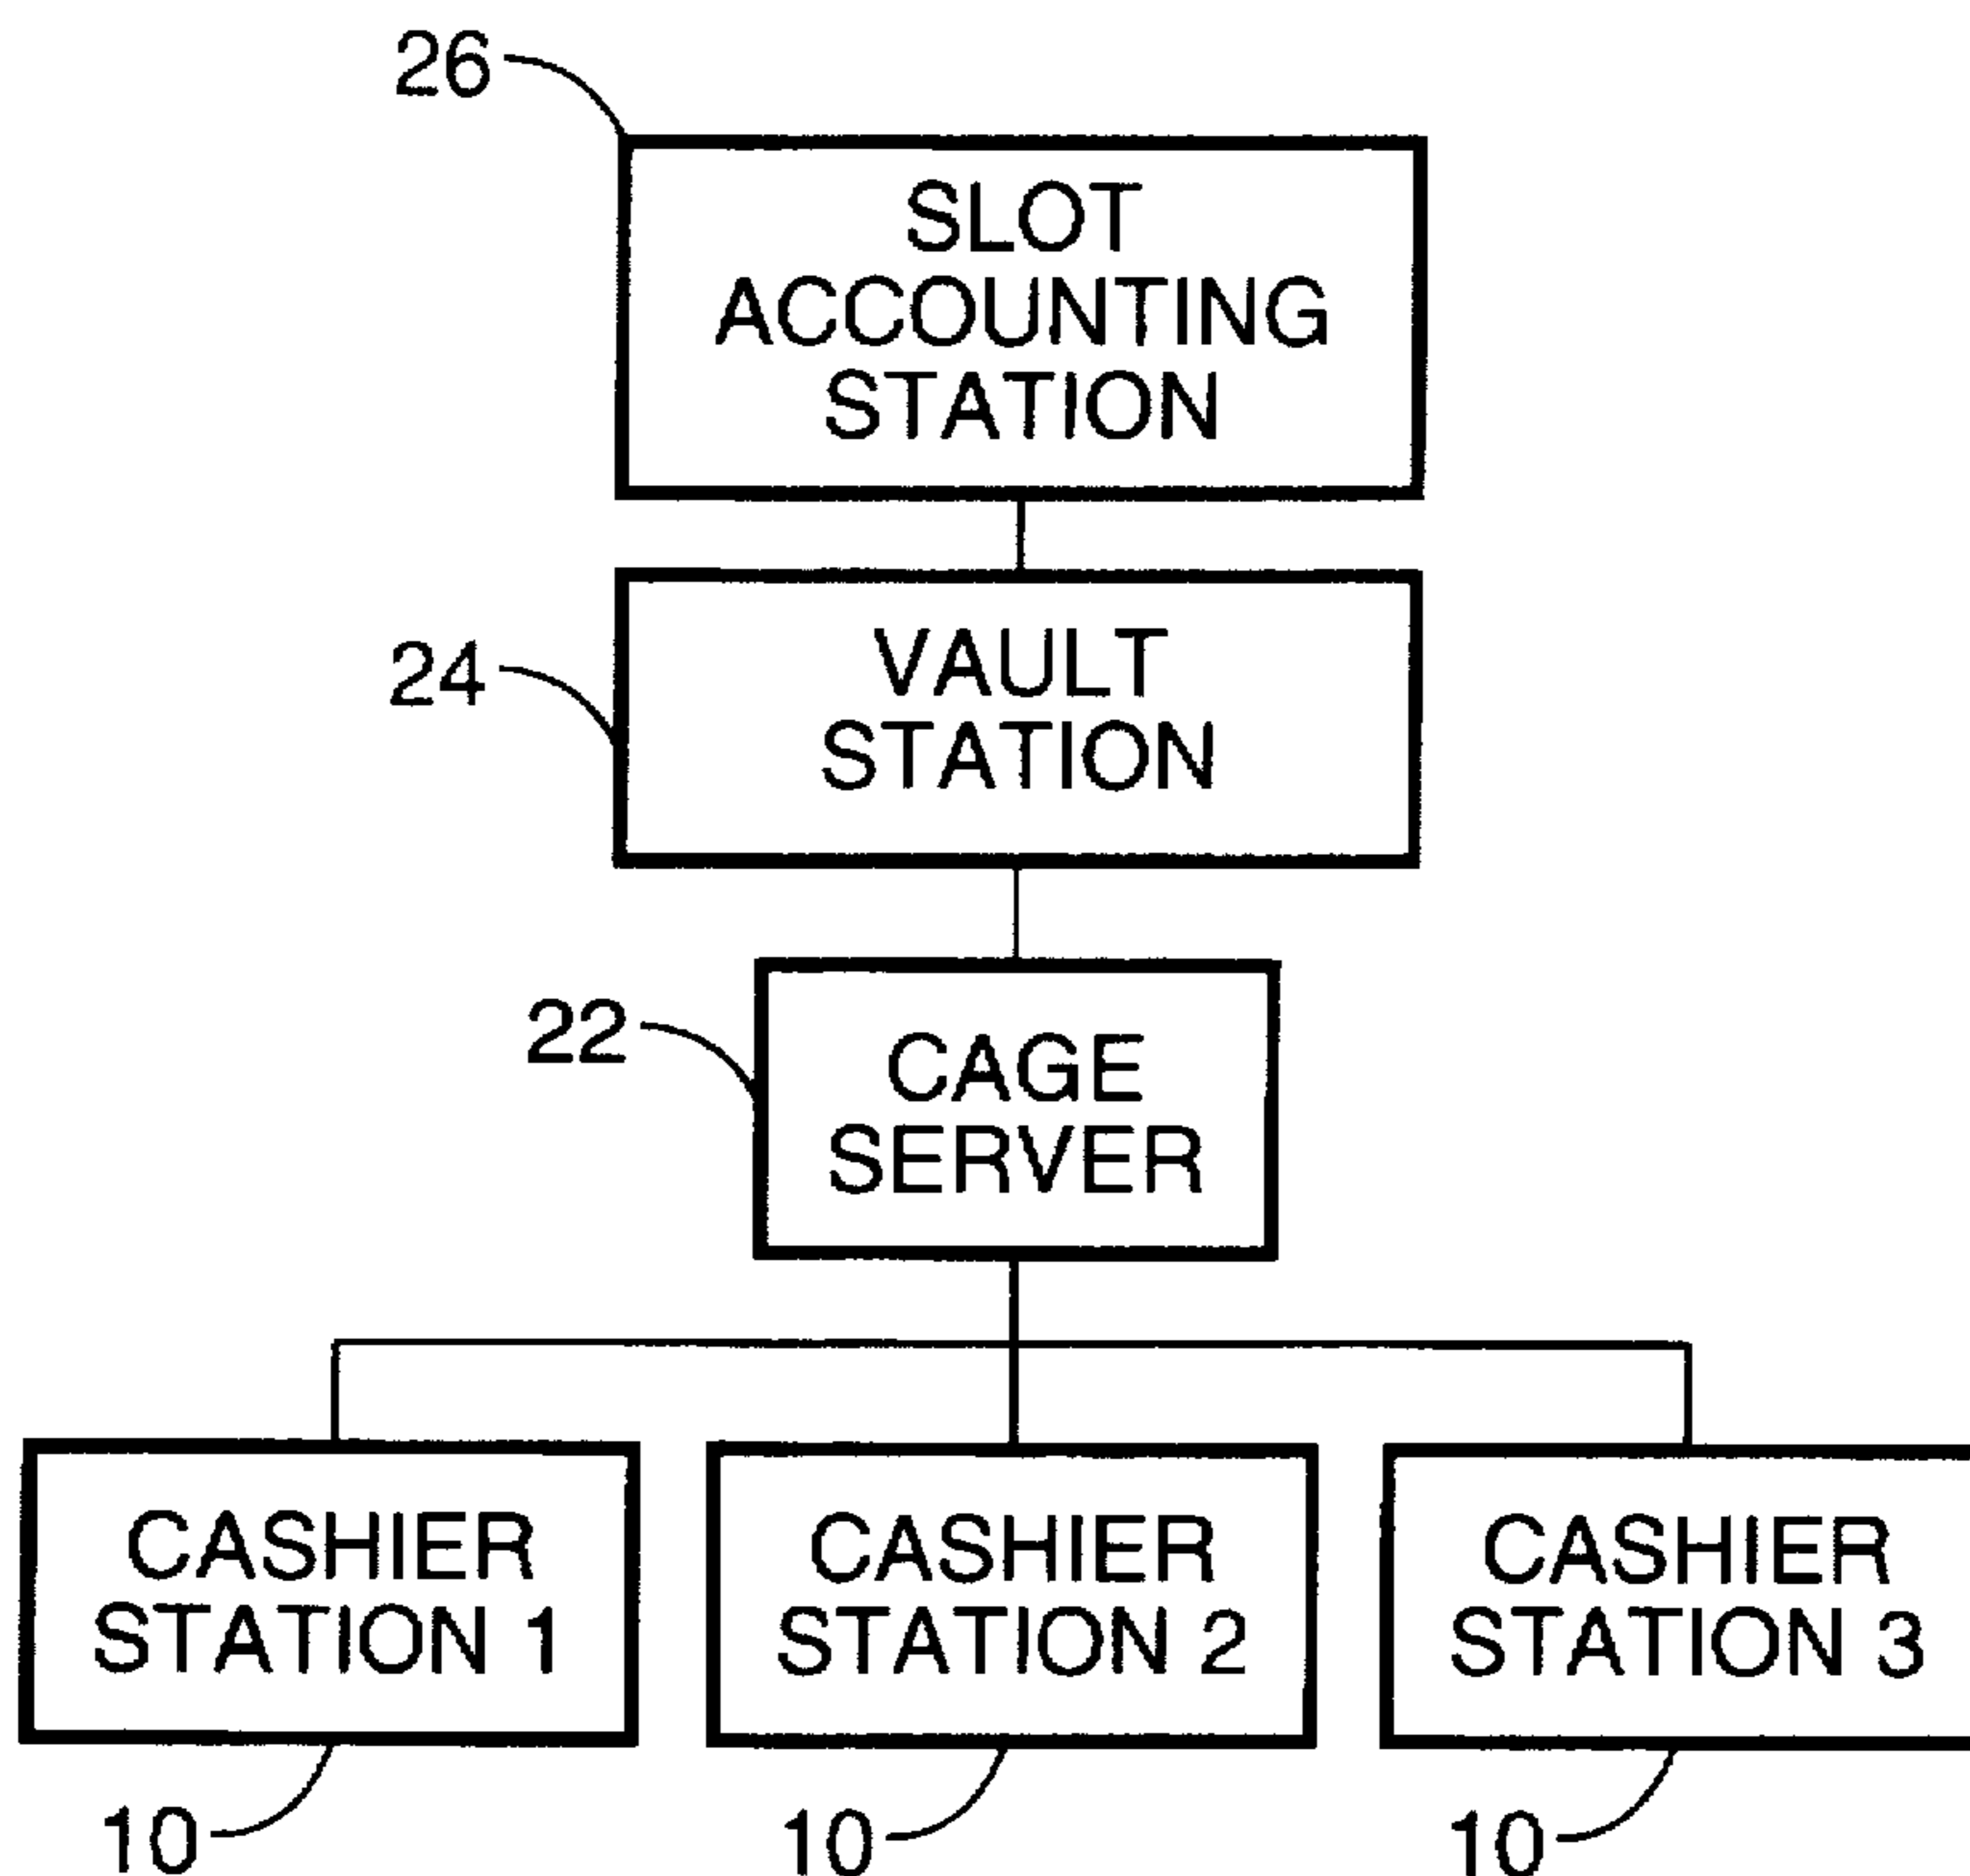 26
SLOT
ACCOUNTING
STATION
24
VAULT
STATION
22
CAGE
SERVER
CASHIER
STATION 1
CASHIER
STATION 2
CASHIER
STATION 3
10
10
10